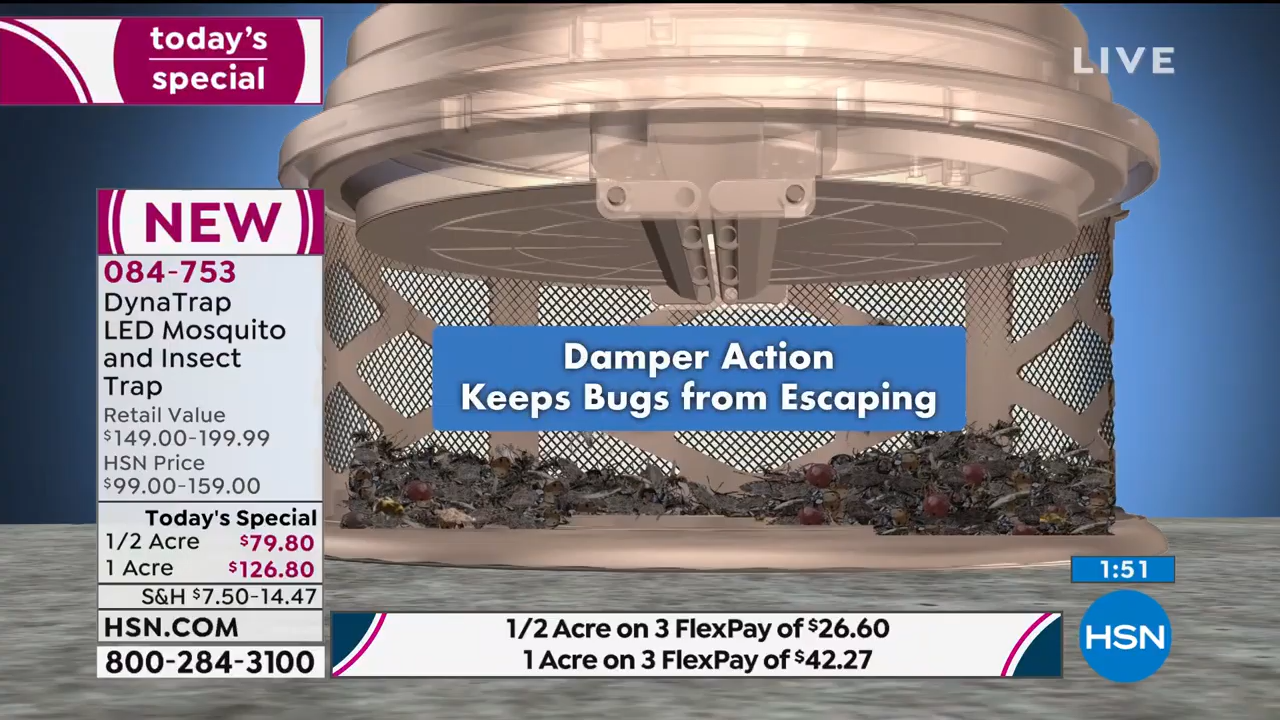 today's
special
LIVE
NEW
084-753
DynaTrap
LED Mosquito
and Insect
Trap
Retail Value
$149.00-199.99
HSN Price
$99.00-159.00
Today's Special
1/2 Acre $79.80
1 Acre $126.80
S&H $7.50-14.47
HSN.COM
800-284-3100
Damper Action
Keeps Bugs from Escaping
1:51
1/2 Acre on 3 FlexPay of $26.60
1 Acre on 3 FlexPay of $42.27
HSN